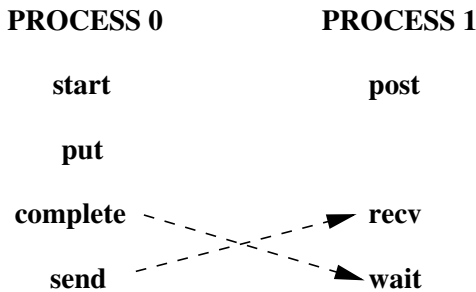 PROCESS 0 PROCESS 1
start post
put
complete recv
send wait